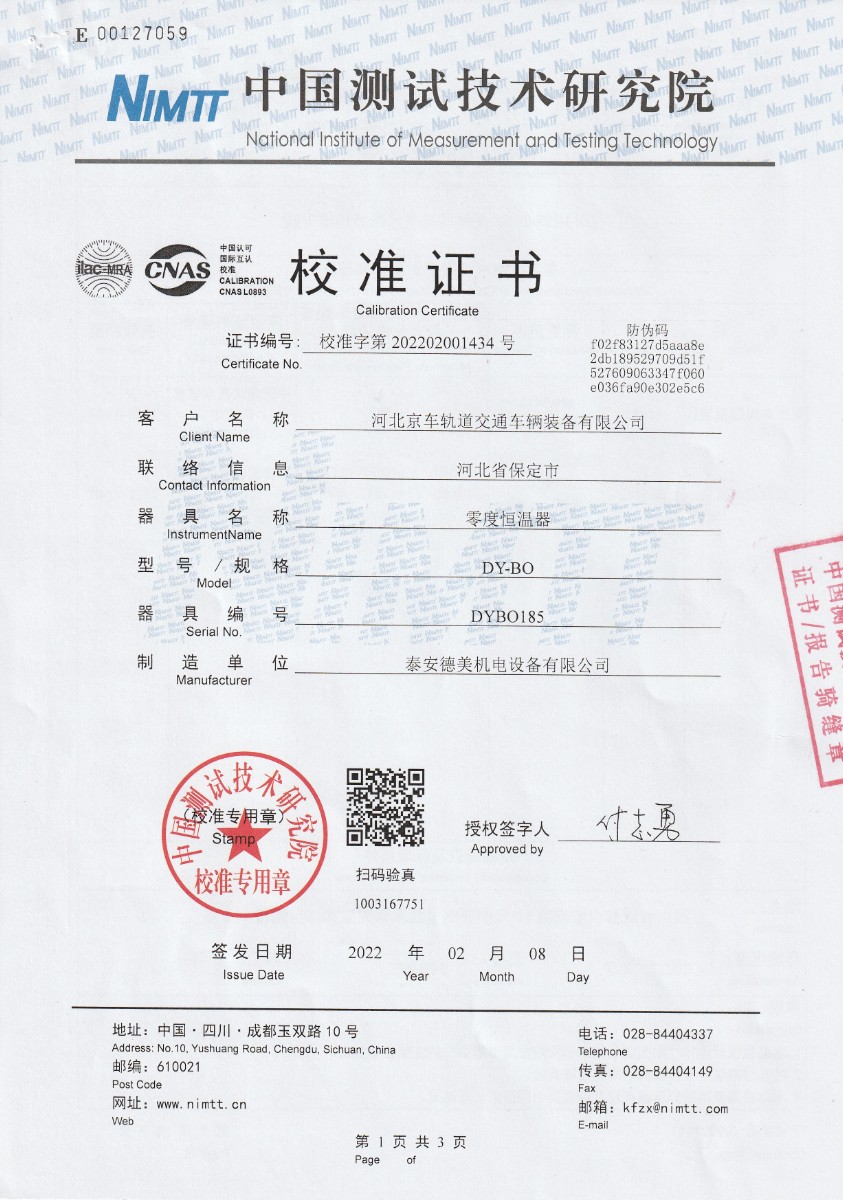 E 00127059
NIMTT 中国测试技术研究院
National Institute of Measurement and Testing Technology
ilac-MRA
CNAS
中国认可
国际互认
校准
CALIBRATION
CNAS L0893
校准证书
Calibration Certificate
证书编号: 校准字第 202202001434 号
Certificate No.
防伪码
f02f83127d5aaa8e
2db189529709d51f
527609063347f060
e036fa90e302e5c6
客户名称 河北京车轨道交通车辆装备有限公司
Client Name
联络信息 河北省保定市
Contact Information
器具名称 零度恒温器
InstrumentName
型号/规格 DY-BO
Model
器具编号 DYBO185
Serial No.
制造单位 泰安德美机电设备有限公司
Manufacturer
中国测试
证书/报告骑缝章
中国测试技术研究院
(校准专用章)
Stamp
校准专用章
扫码验真
1003167751
授权签字人 付志勇
Approved by
签发日期 2022 年 02 月 08 日
Issue Date Year Month Day
地址：中国·四川·成都玉双路 10 号
Address: No.10, Yushuang Road, Chengdu, Sichuan, China
邮编：610021
Post Code
网址：www.nimtt.cn
Web
电话：028-84404337
Telephone
传真：028-84404149
Fax
邮箱：kfzx@nimtt.com
E-mail
第 1 页 共 3 页
Page of